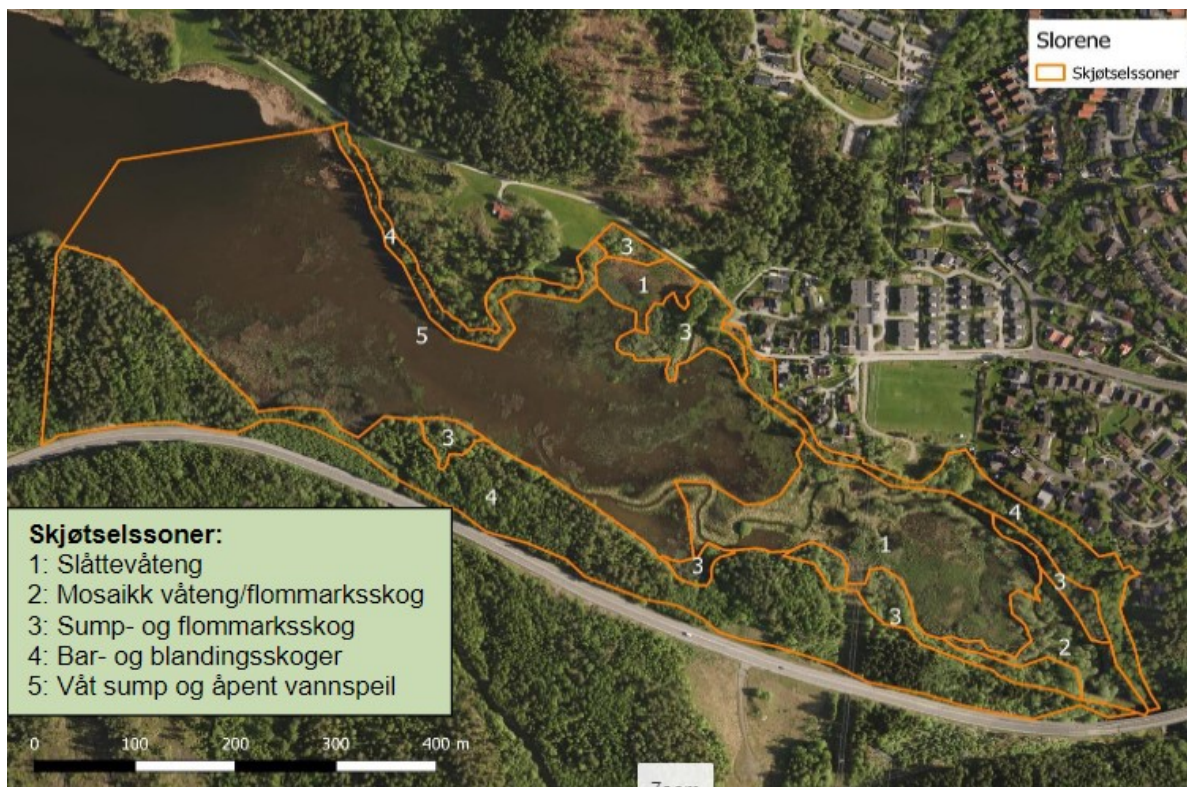 Slorene
Skjøtselssoner
4
3
1
5
3
3
4
1
4
3
3
3
2
Skjøtselssoner:
1: Slåttevåteng
2: Mosaikk våteng/flommarksskog
3: Sump- og flommarksskog
4: Bar- og blandingsskoger
5: Våt sump og åpent vannspeil
0 100 200 300 400 m